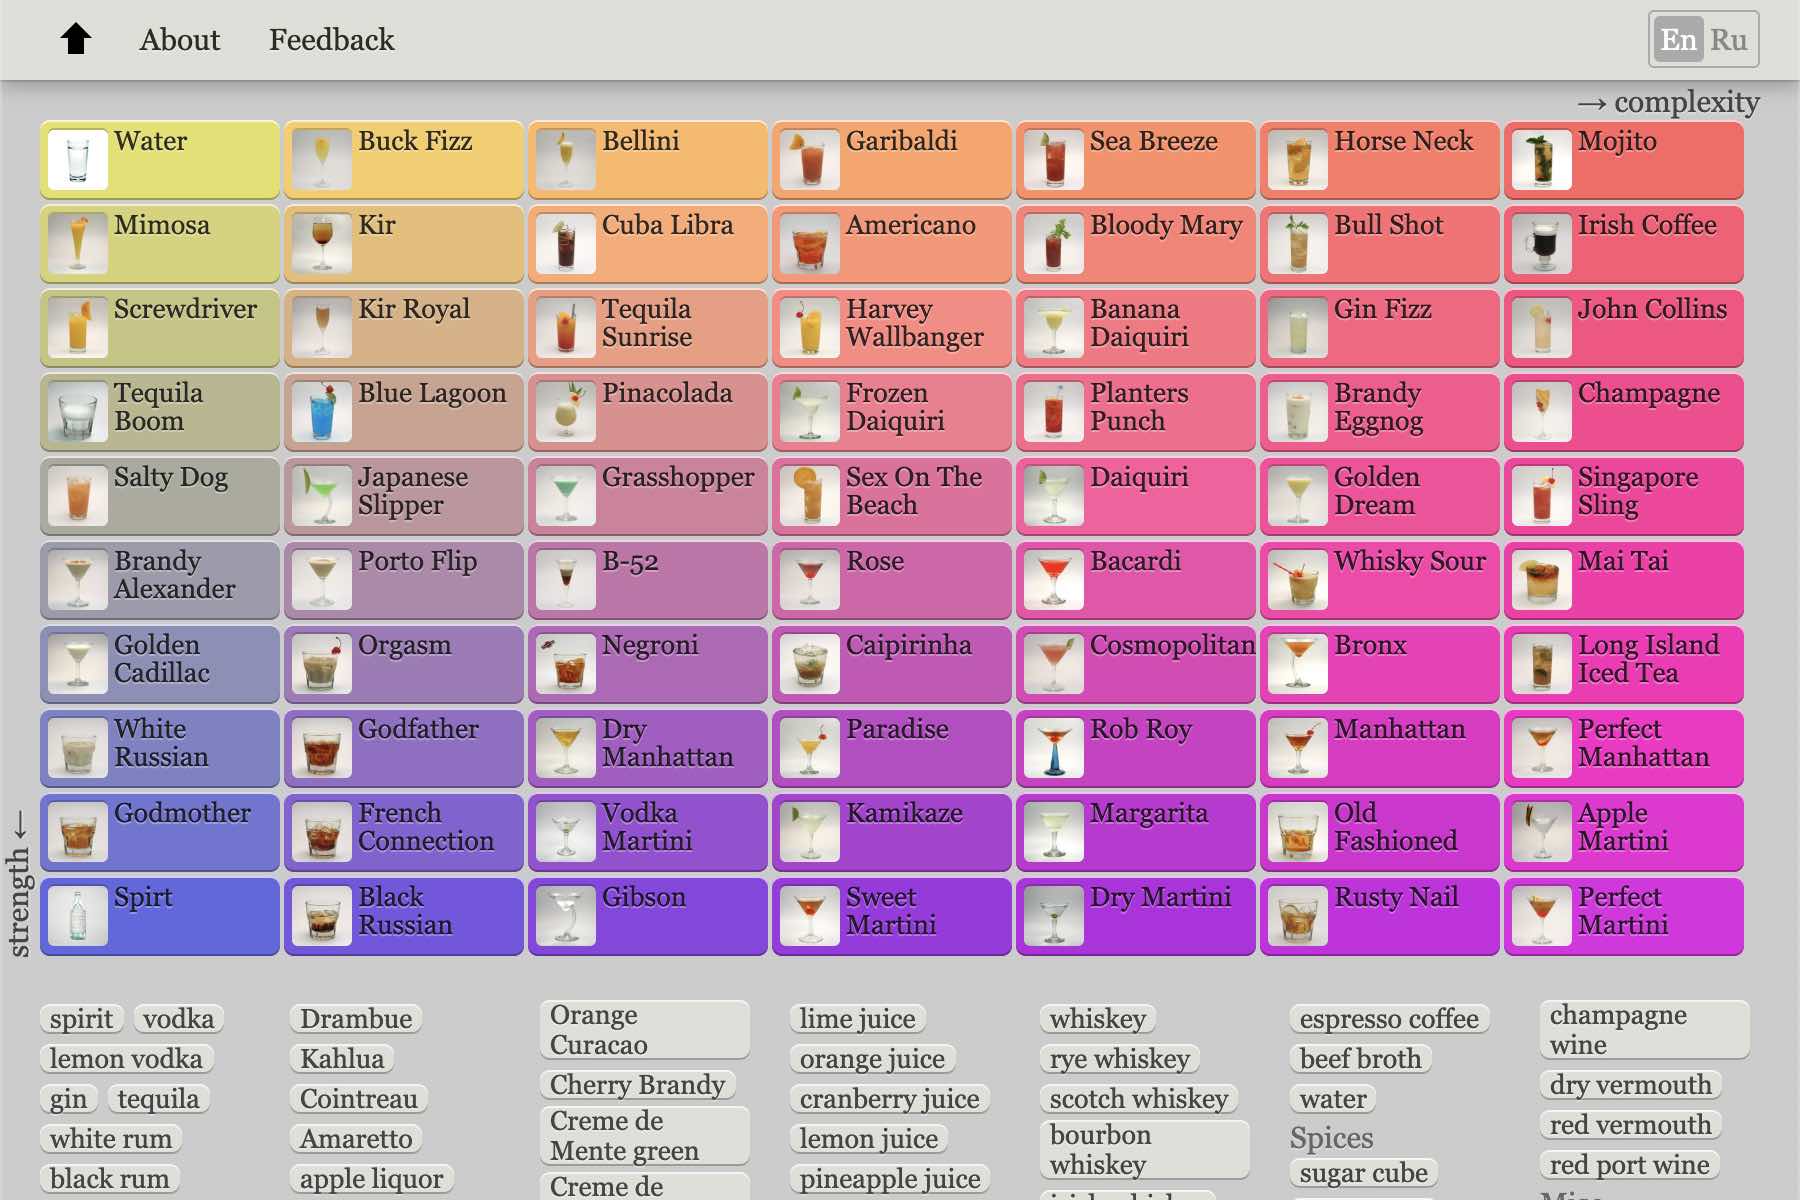 About Feedback En Ru
→ complexity
Water Buck Fizz Bellini Garibaldi Sea Breeze Horse Neck Mojito
Mimosa Kir Cuba Libra Americano Bloody Mary Bull Shot Irish Coffee
Screwdriver Kir Royal Tequila Sunrise Harvey Wallbanger Banana Daiquiri Gin Fizz John Collins
Tequila Boom Blue Lagoon Pinacolada Frozen Daiquiri Planters Punch Brandy Eggnog Champagne
Salty Dog Japanese Slipper Grasshopper Sex On The Beach Daiquiri Golden Dream Singapore Sling
Brandy Alexander Porto Flip B-52 Rose Bacardi Whisky Sour Mai Tai
Golden Cadillac Orgasm Negroni Caipirinha Cosmopolitan Bronx Long Island Iced Tea
White Russian Godfather Dry Manhattan Paradise Rob Roy Manhattan Perfect Manhattan
Godmother French Connection Vodka Martini Kamikaze Margarita Old Fashioned Apple Martini
Spirt Black Russian Gibson Sweet Martini Dry Martini Rusty Nail Perfect Martini
strength ←
spirit vodka
lemon vodka
gin tequila
white rum
black rum
Drambue
Kahlua
Cointreau
Amaretto
apple liquor
Orange
Curacao
Cherry Brandy
Creme de
Mente green
Creme de
lime juice
orange juice
cranberry juice
lemon juice
pineapple juice
whiskey
rye whiskey
scotch whiskey
bourbon
whiskey
espresso coffee
beef broth
water
Spices
sugar cube
champagne
wine
dry vermouth
red vermouth
red port wine